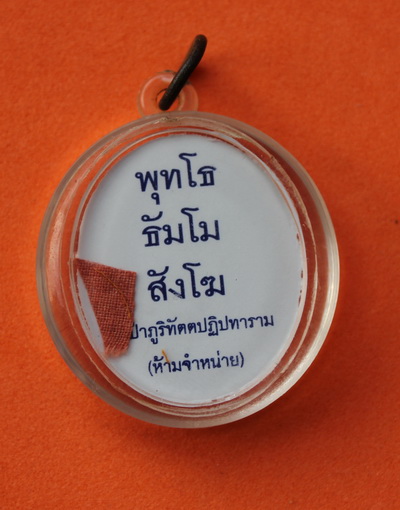 พุทโธ
ธัมโม
สังโฆ
ป่าภูริทัตตปฏิปทาราม
(ห้ามจำหน่าย)